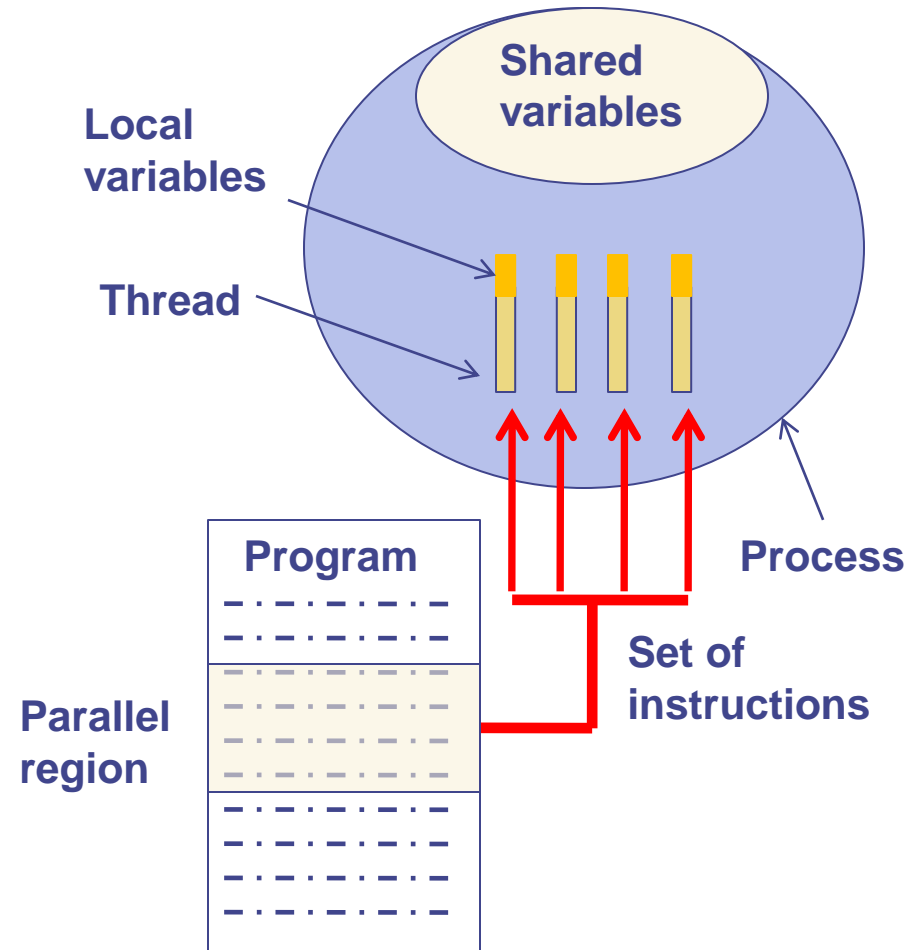 Shared
variables
Local
variables
Thread
Process
Program
Set of
instructions
Parallel
region